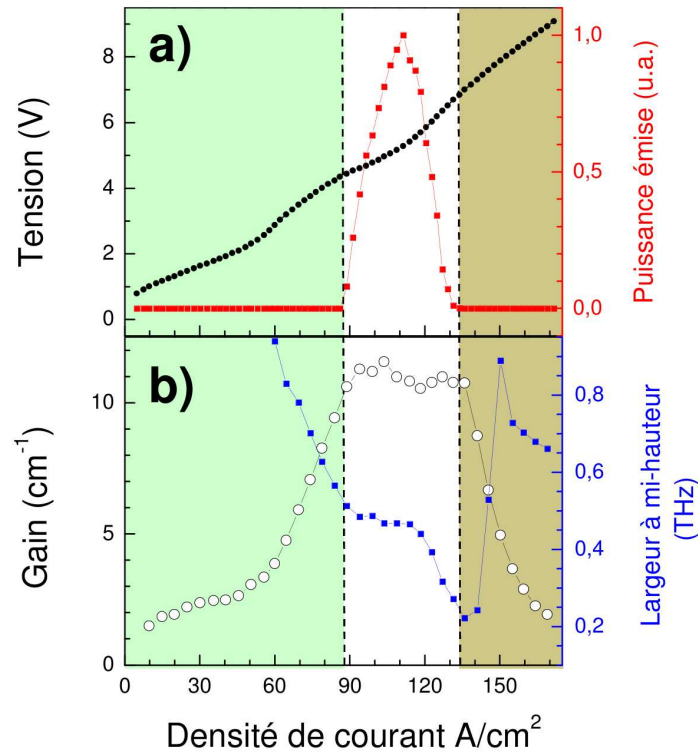 a)
8
6
4
2
0
Tension (V)
1,0
0,5
0,0
Puissance émise (u.a.)
b)
10
5
0
Gain (cm-1)
0,8
0,6
0,4
0,2
Largeur à mi-hauteur
(THz)
0 30 60 90 120 150
Densité de courant A/cm2